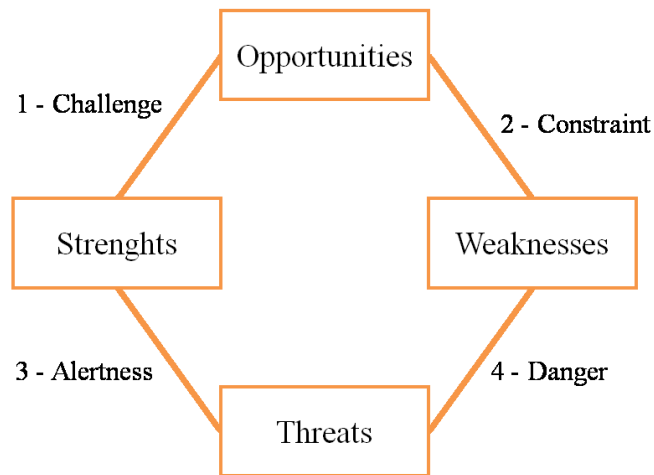 Opportunities
1 - Challenge
2 - Constraint
Strenghts
Weaknesses
3 - Alertness
4 - Danger
Threats